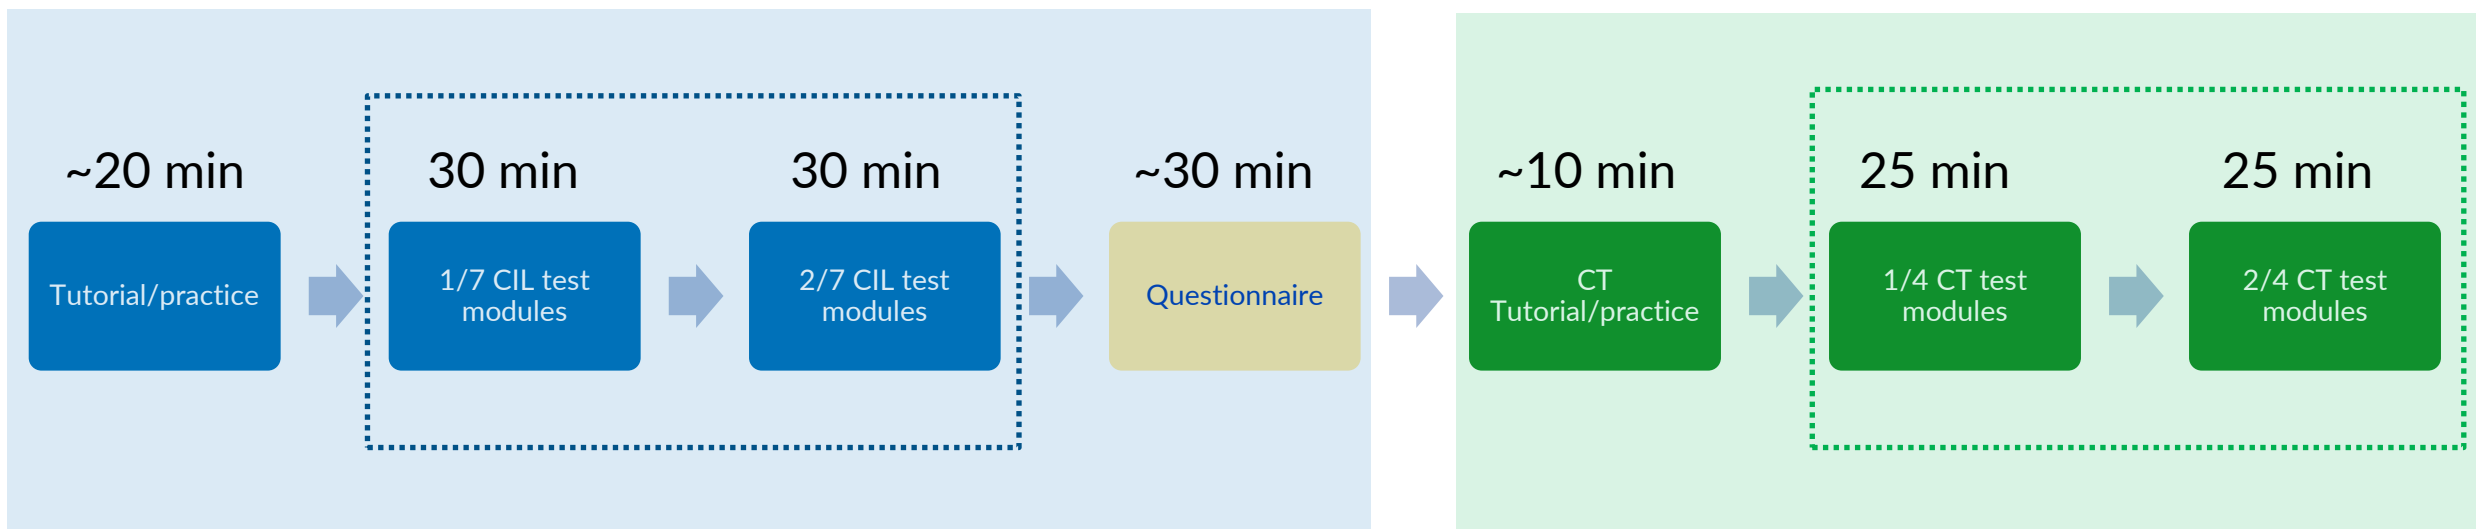 ~20 min
30 min
30 min
~30 min
~10 min
25 min
25 min
Tutorial/practice
1/7 CIL test
modules
2/7 CIL test
modules
Questionnaire
CT
Tutorial/practice
1/4 CT test
modules
2/4 CT test
modules